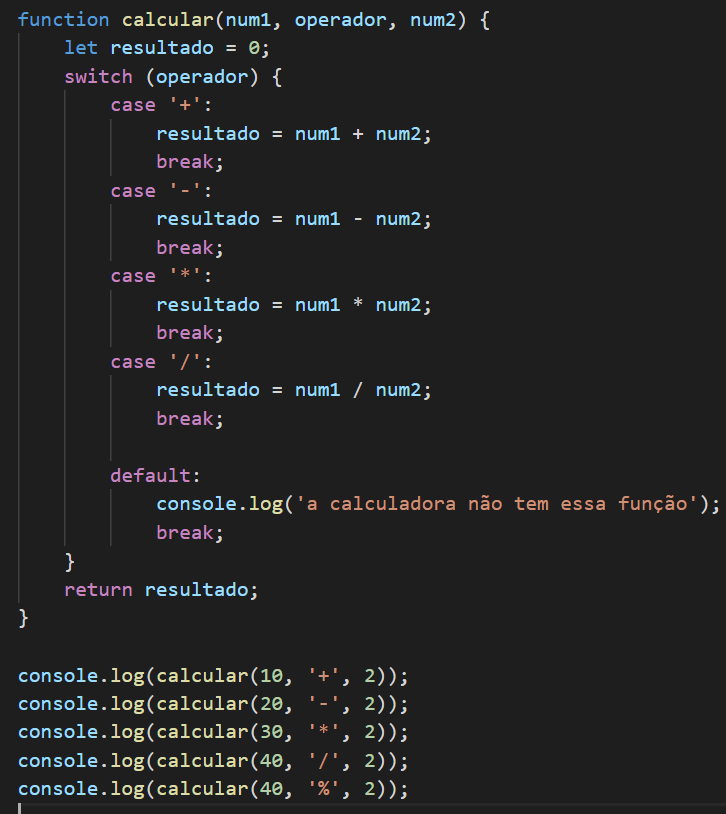 function calcular(num1, operador, num2) {
    let resultado = 0;
    switch (operador) {
        case '+':
            resultado = num1 + num2;
            break;
        case '-':
            resultado = num1 - num2;
            break;
        case '*':
            resultado = num1 * num2;
            break;
        case '/':
            resultado = num1 / num2;
            break;

        default:
            console.log('a calculadora não tem essa função');
            break;
    }
    return resultado;
}

console.log(calcular(10, '+', 2));
console.log(calcular(20, '-', 2));
console.log(calcular(30, '*', 2));
console.log(calcular(40, '/', 2));
console.log(calcular(40, '%', 2));